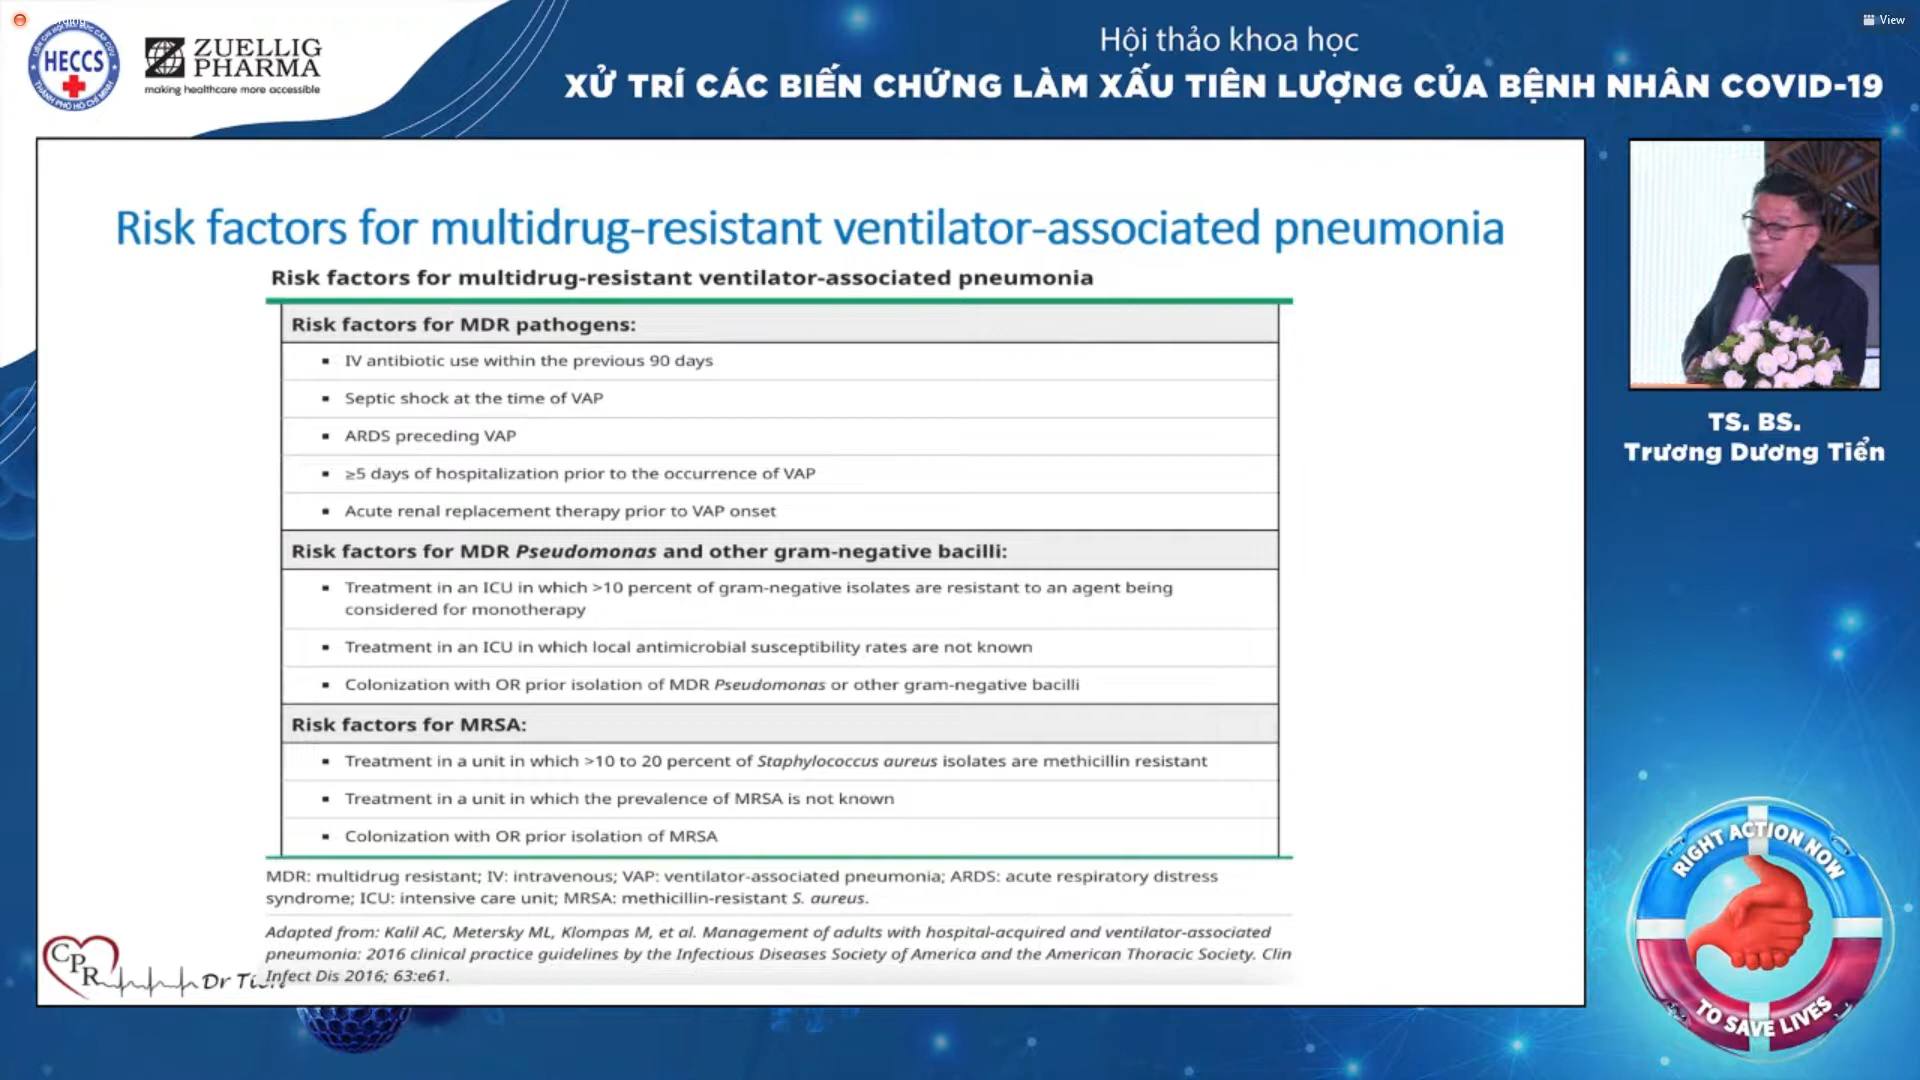 View
HECCS
THÀNH PHỐ HỒ CHÍ MINH
ZUELLIG
PHARMA
making healthcare more accessible
Hội thảo khoa học
XỬ TRÍ CÁC BIẾN CHỨNG LÀM XẤU TIÊN LƯỢNG CỦA BỆNH NHÂN COVID-19
Risk factors for multidrug-resistant ventilator-associated pneumonia
Risk factors for multidrug-resistant ventilator-associated pneumonia
Risk factors for MDR pathogens:
▪ IV antibiotic use within the previous 90 days
▪ Septic shock at the time of VAP
▪ ARDS preceding VAP
▪ ≥5 days of hospitalization prior to the occurrence of VAP
▪ Acute renal replacement therapy prior to VAP onset
Risk factors for MDR Pseudomonas and other gram-negative bacilli:
▪ Treatment in an ICU in which >10 percent of gram-negative isolates are resistant to an agent being
considered for monotherapy
▪ Treatment in an ICU in which local antimicrobial susceptibility rates are not known
▪ Colonization with OR prior isolation of MDR Pseudomonas or other gram-negative bacilli
Risk factors for MRSA:
▪ Treatment in a unit in which >10 to 20 percent of Staphylococcus aureus isolates are methicillin resistant
▪ Treatment in a unit in which the prevalence of MRSA is not known
▪ Colonization with OR prior isolation of MRSA
MDR: multidrug resistant; IV: intravenous; VAP: ventilator-associated pneumonia; ARDS: acute respiratory distress
syndrome; ICU: intensive care unit; MRSA: methicillin-resistant S. aureus.
Adapted from: Kalil AC, Metersky ML, Klompas M, et al. Management of adults with hospital-acquired and ventilator-associated
pneumonia: 2016 clinical practice guidelines by the Infectious Diseases Society of America and the American Thoracic Society. Clin
Infect Dis 2016; 63:e61.
CPR
Dr
TS. BS.
Trương Dương Tiển
RIGHT ACTION NOW
TO SAVE LIVES